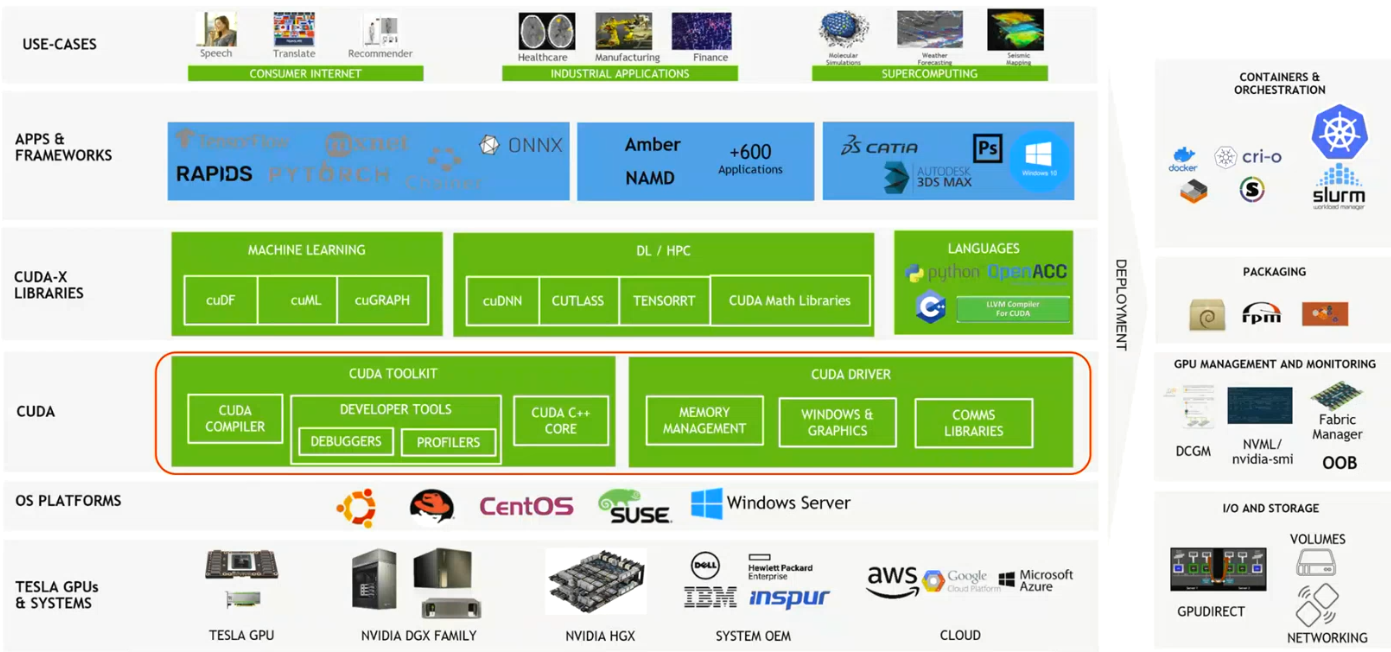 USE-CASES
Speech
Translate
Recommender
CONSUMER INTERNET
Healthcare
Manufacturing
Finance
INDUSTRIAL APPLICATIONS
Molecular
Simulations
Weather
Forecasting
Seismic
Mapping
SUPERCOMPUTING
APPS &
FRAMEWORKS
TensorFlow
mxnet
ONNX
RAPIDS
PYTORCH
Chainer
Amber
NAMD
+600
Applications
CATIA
Ps
AUTODESK
3DS MAX
Windows 10
CUDA-X
LIBRARIES
MACHINE LEARNING
cuDF
cuML
cuGRAPH
DL / HPC
cuDNN
CUTLASS
TENSORRT
CUDA Math Libraries
LANGUAGES
python
OpenACC
C++
LLVM Compiler
For CUDA
CUDA
CUDA TOOLKIT
CUDA
COMPILER
DEVELOPER TOOLS
DEBUGGERS
PROFILERS
CUDA C++
CORE
CUDA DRIVER
MEMORY
MANAGEMENT
WINDOWS &
GRAPHICS
COMMS
LIBRARIES
OS PLATFORMS
CentOS
SUSE
Windows Server
TESLA GPUs
& SYSTEMS
TESLA GPU
NVIDIA DGX FAMILY
NVIDIA HGX
DELL
Hewlett Packard
Enterprise
IBM
inspur
SYSTEM OEM
aws
Google
Cloud Platform
Microsoft
Azure
CLOUD
DEPLOYMENT
CONTAINERS &
ORCHESTRATION
docker
cri-o
S
slurm
workload manager
PACKAGING
rpm
GPU MANAGEMENT AND MONITORING
DCGM
NVML/
nvidia-smi
Fabric
Manager
OOB
I/O AND STORAGE
GPUDIRECT
VOLUMES
NETWORKING